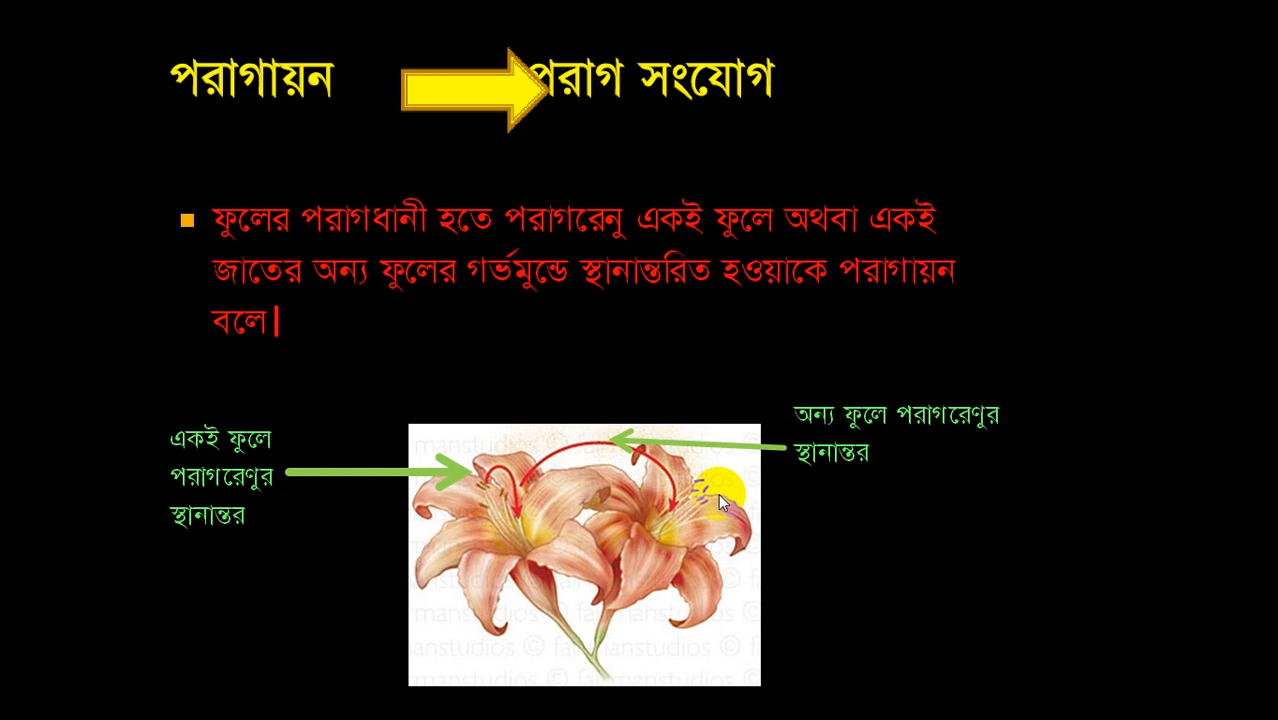 পরাগায়ন পরাগ সংযোগ
ফুলের পরাগধানী হতে পরাগরেনু একই ফুলে অথবা একই
জাতের অন্য ফুলের গর্ভমুন্ডে স্থানান্তরিত হওয়াকে পরাগায়ন
বলে|
অন্য ফুলে পরাগরেণুর
স্থানান্তর
একই ফুলে
পরাগরেণুর
স্থানান্তর